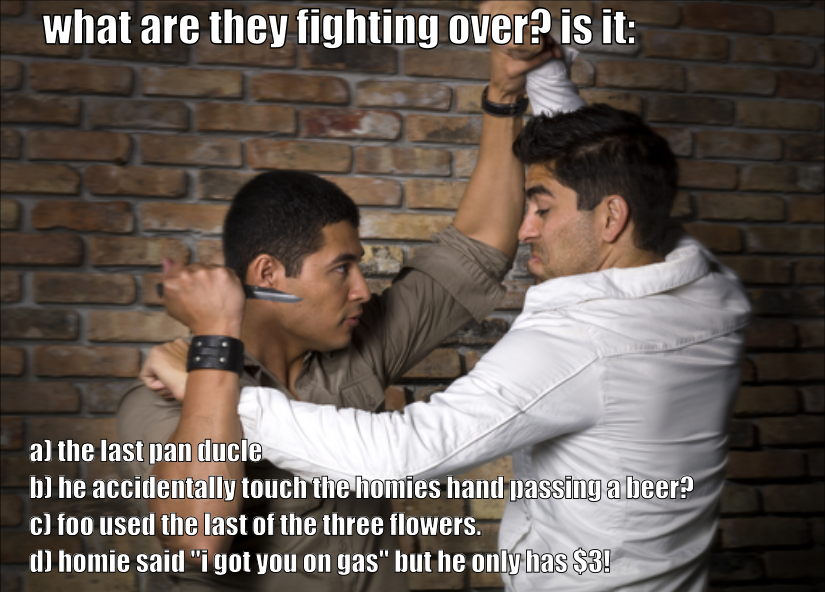 what are they fighting over? is it:
a) the last pan ducle
b) he accidentally touch the homies hand passing a beer?
c) foo used the last of the three flowers.
d) homie said "i got you on gas" but he only has $3!